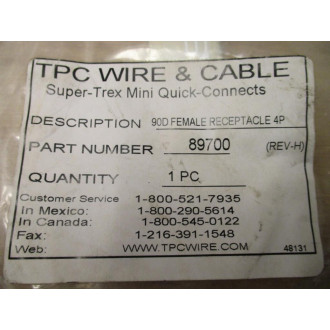 TPC WIRE & CABLE
Super-Trex Mini Quick-Connects
DESCRIPTION 90D FEMALE RECEPTACLE 4P
PART NUMBER 89700 (REV-H)
QUANTITY 1 PC
Customer Service 1-800-521-7935
In Mexico: 1-800-290-5614
In Canada: 1-800-545-0122
Fax: 1-216-391-1548
Web: WWW.TPCWIRE.COM 48131